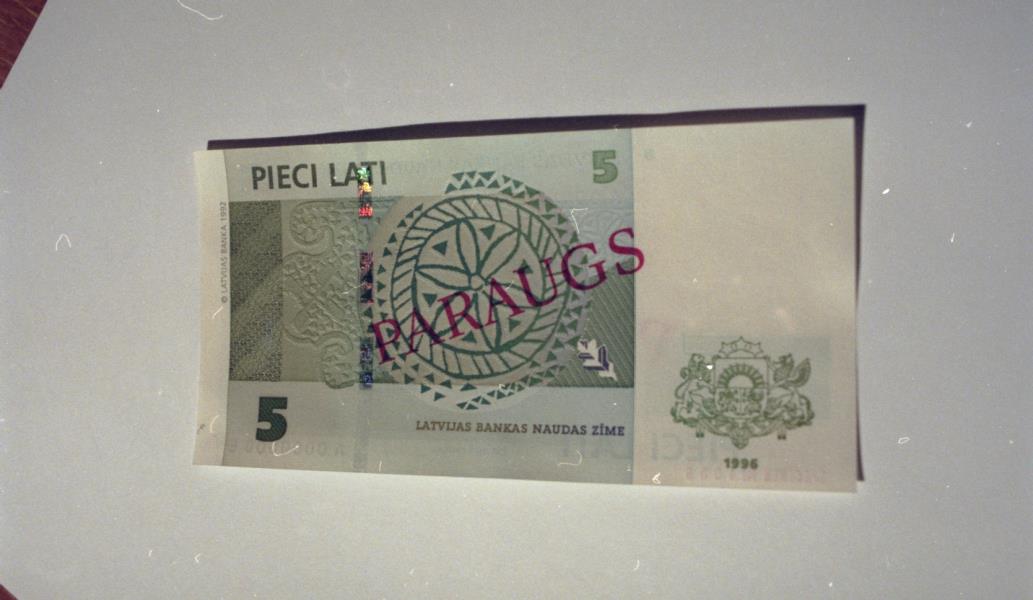 PIECI LATI
5
© LATVIJAS BANKA 1992
PARAUGS
5
LATVIJAS BANKAS NAUDAS ZĪME
1996